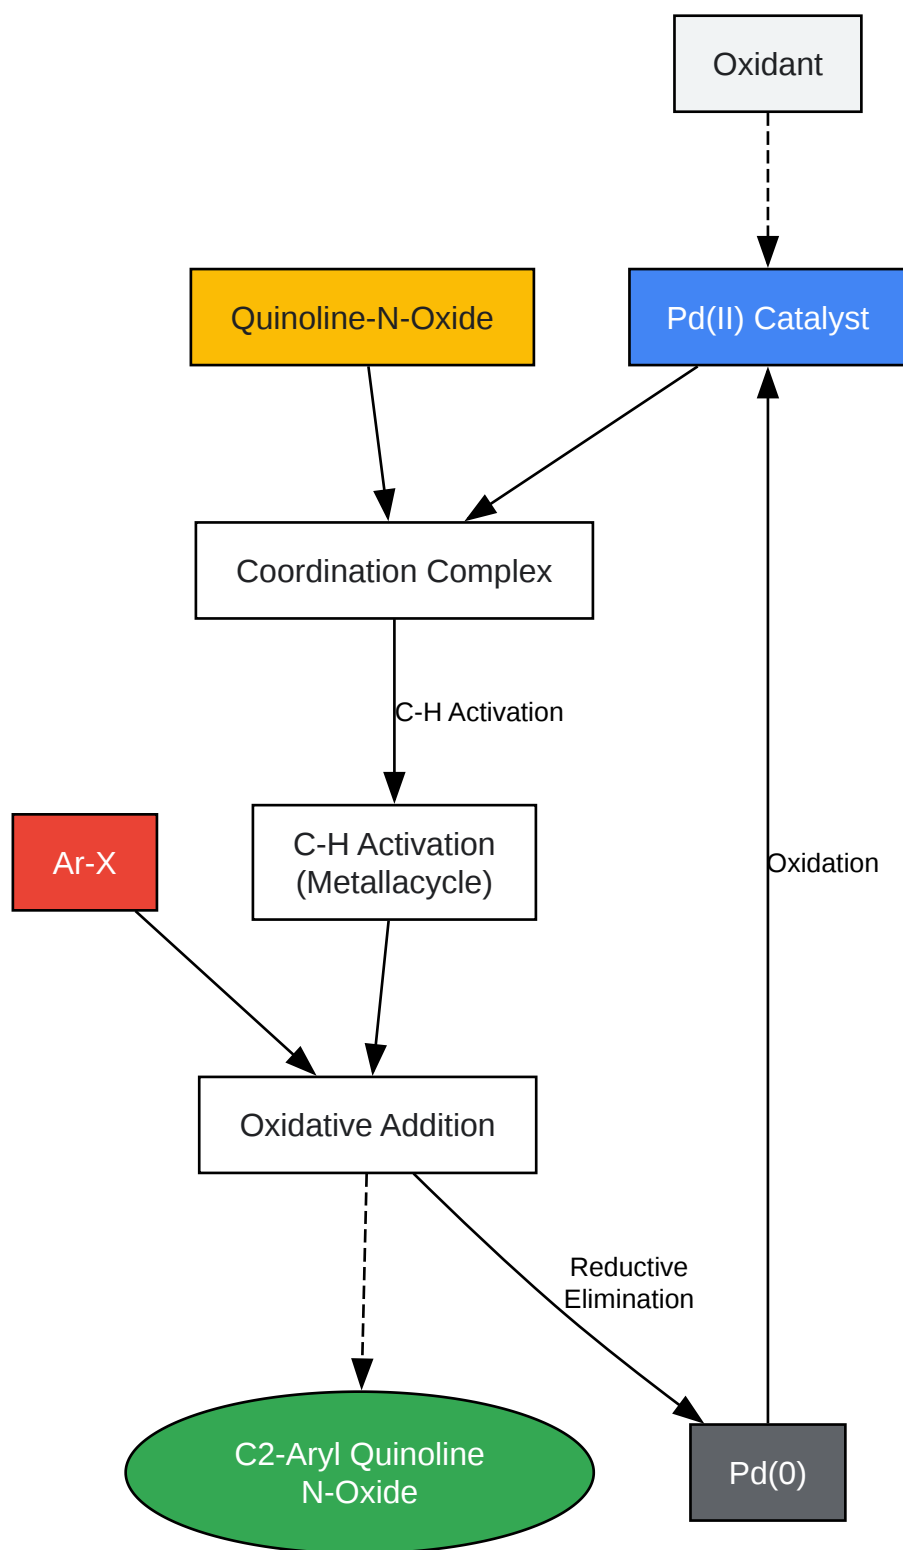 Oxidant
Quinoline-N-Oxide
Pd(II) Catalyst
Coordination Complex
C-H Activation
Ar-X
C-H Activation
(Metallacycle)
Oxidation
Oxidative Addition
Reductive
Elimination
C2-Aryl Quinoline
N-Oxide
Pd(0)